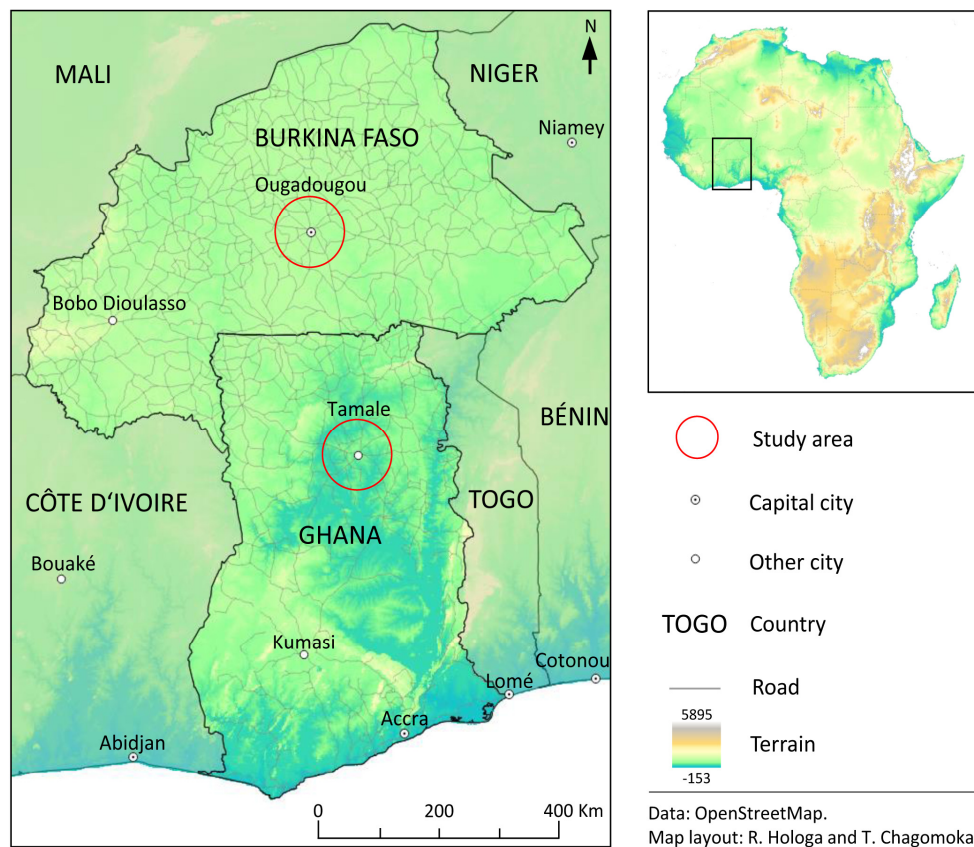 N
MALI
NIGER
BURKINA FASO
Niamey
Ougadougou
Bobo Dioulasso
Tamale
BÉNIN
CÔTE D'IVOIRE
TOGO
GHANA
Bouaké
Kumasi
Cotonou
Lomé
Accra
Abidjan
0 200 400 Km
Study area
Capital city
Other city
TOGO Country
Road
5895
Terrain
-153
Data: OpenStreetMap.
Map layout: R. Hologa and T. Chagomoka